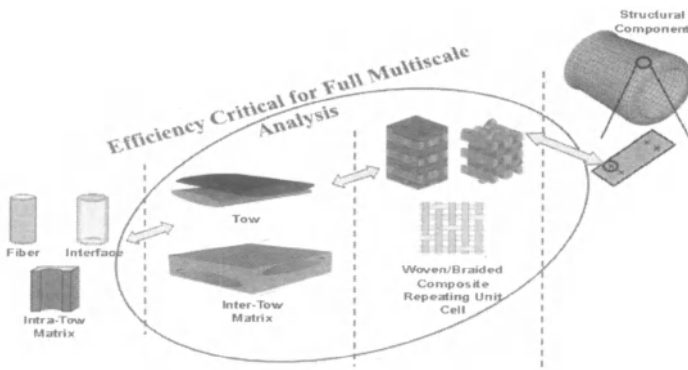 Structural
Component
Efficiency Critical for Full Multiscale
Analysis
Fiber
Interface
Tow
Intra-Tow
Matrix
Inter-Tow
Matrix
Woven/Braided
Composite
Repeating Unit
Cell